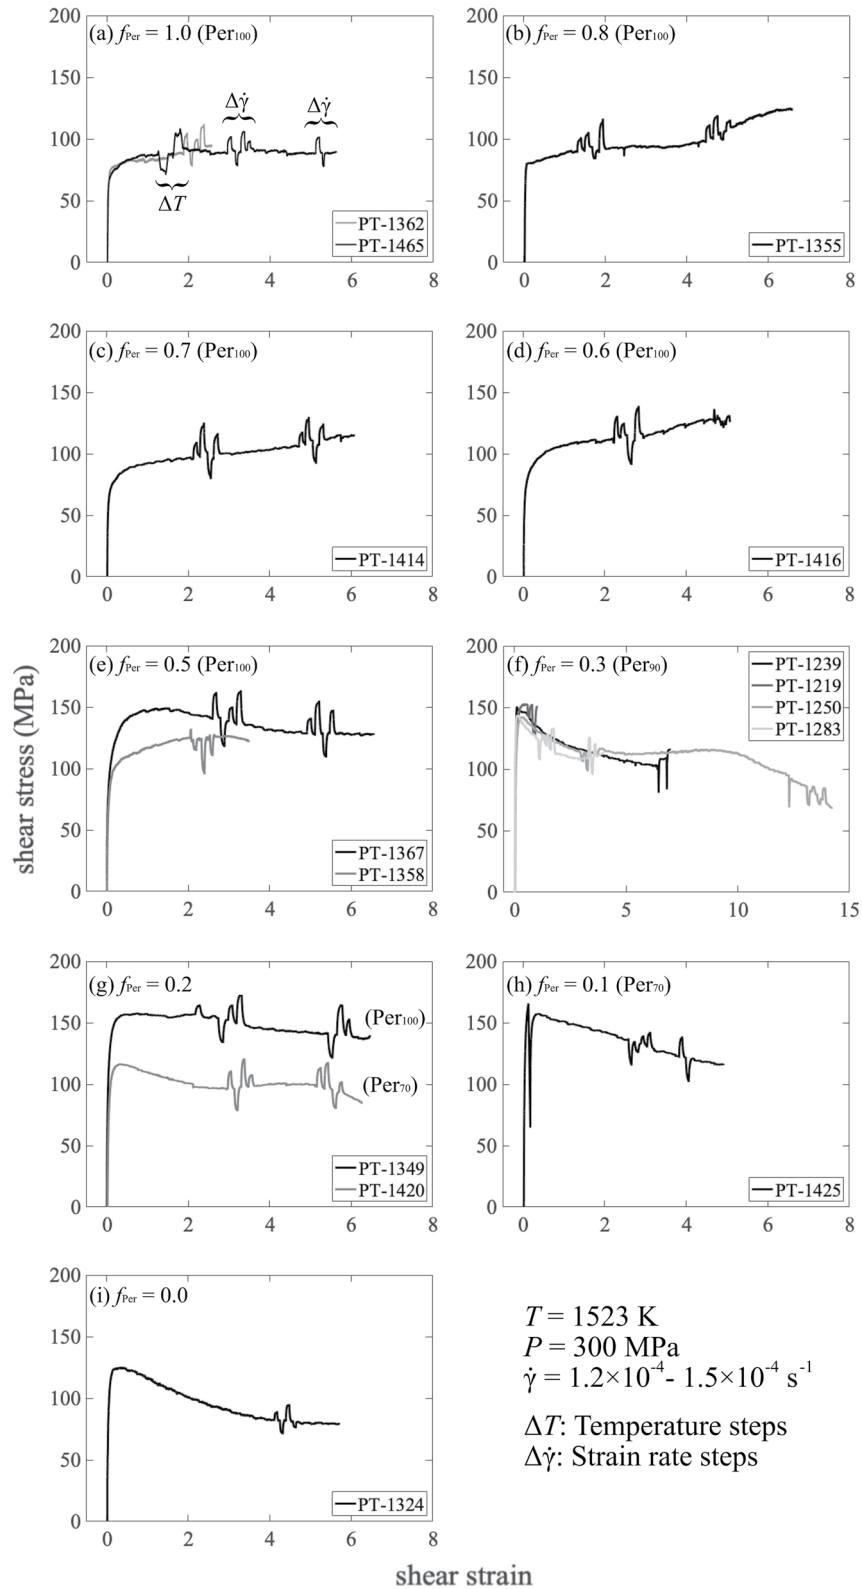 (a) fPer = 1.0 (Per100)
200
150
100
50
0
Δγ̇
Δγ̇
ΔT
PT-1362
PT-1465
0 2 4 6 8
(b) fPer = 0.8 (Per100)
200
150
100
50
0
PT-1355
0 2 4 6 8
(c) fPer = 0.7 (Per100)
200
150
100
50
0
PT-1414
0 2 4 6 8
(d) fPer = 0.6 (Per100)
200
150
100
50
0
PT-1416
0 2 4 6 8
shear stress (MPa)
(e) fPer = 0.5 (Per100)
200
150
100
50
0
PT-1367
PT-1358
0 2 4 6 8
(f) fPer = 0.3 (Per90)
200
150
100
50
0
PT-1239
PT-1219
PT-1250
PT-1283
0 5 10 15
(g) fPer = 0.2
200
150
100
50
0
(Per100)
(Per70)
PT-1349
PT-1420
0 2 4 6 8
(h) fPer = 0.1 (Per70)
200
150
100
50
0
PT-1425
0 2 4 6 8
(i) fPer = 0.0
200
150
100
50
0
PT-1324
0 2 4 6 8
T = 1523 K
P = 300 MPa
γ̇ = 1.2×10-4- 1.5×10-4 s-1
ΔT: Temperature steps
Δγ̇: Strain rate steps
shear strain